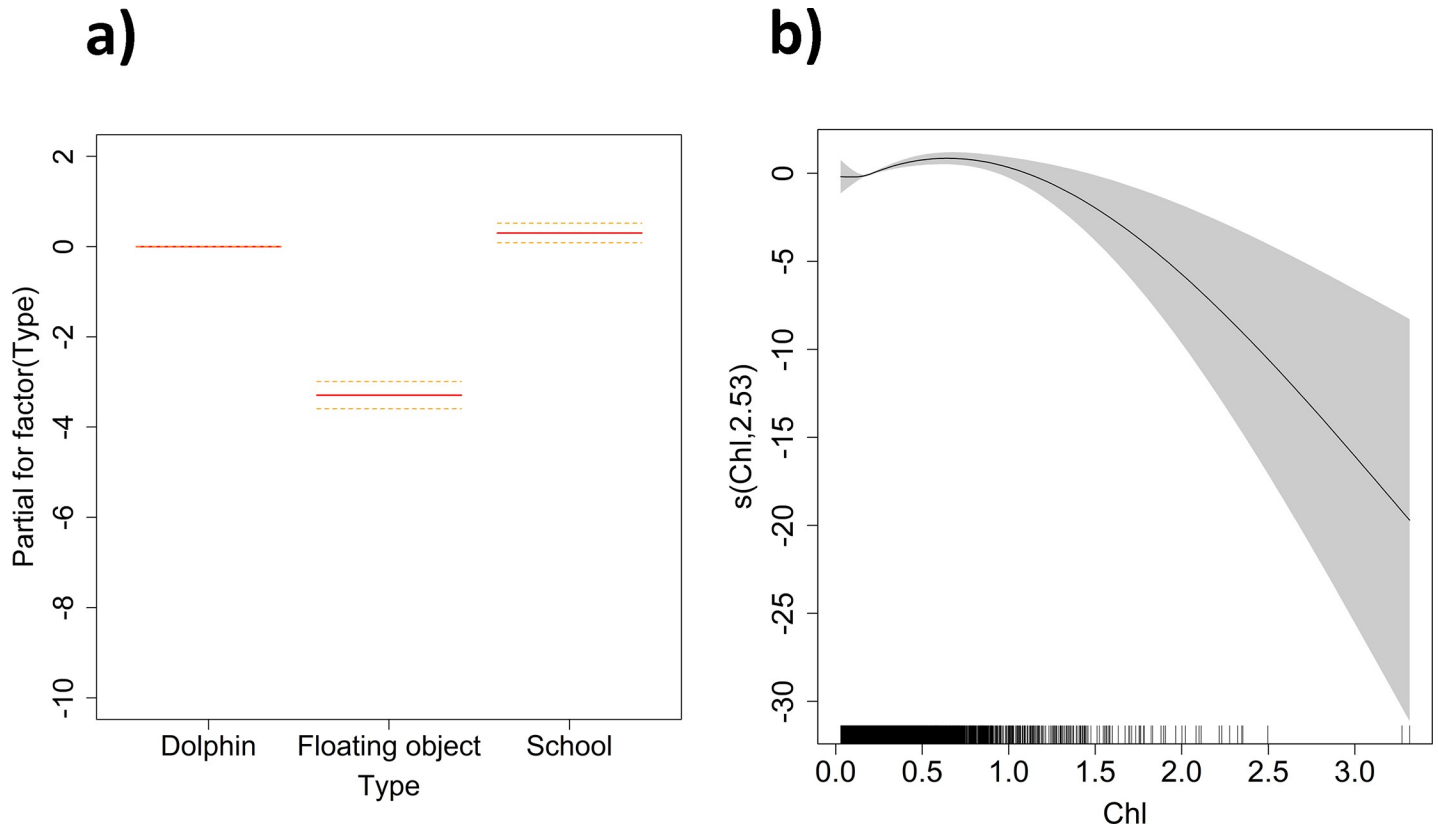 a)
Partial for factor(Type)
2
0
-2
-4
-6
-8
-10
Dolphin Floating object School
Type
b)
s(Chl,2.53)
0
-5
-10
-15
-20
-25
-30
0.0 0.5 1.0 1.5 2.0 2.5 3.0
Chl